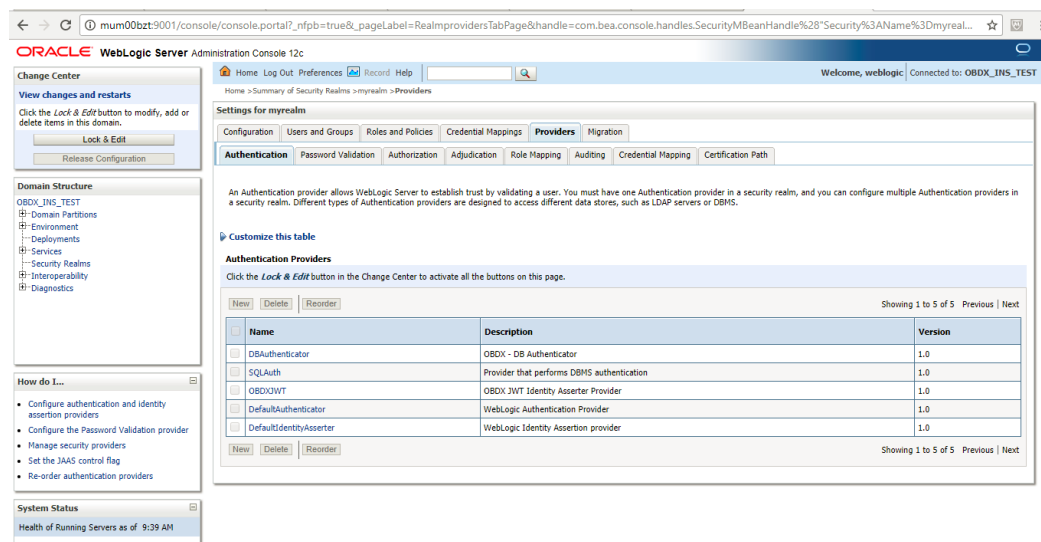 mum00bzt:9001/console/console.portal?_nfpb=true&_pageLabel=RealmprovidersTabPage&handle=com.bea.console.handles.SecurityMBeanHandle%28"Security%3AName%3Dmyreal...
ORACLE WebLogic Server Administration Console 12c
Change Center
View changes and restarts
Click the Lock & Edit button to modify, add or
delete items in this domain.
Lock & Edit
Release Configuration
Domain Structure
OBDX_INS_TEST
Domain Partitions
Environment
Deployments
Services
Security Realms
Interoperability
Diagnostics
How do I...
Configure authentication and identity
assertion providers
Configure the Password Validation provider
Manage security providers
Set the JAAS control flag
Re-order authentication providers
System Status
Health of Running Servers as of 9:39 AM
Home Log Out Preferences Record Help
Welcome, weblogic Connected to: OBDX_INS_TEST
Home >Summary of Security Realms >myrealm >Providers
Settings for myrealm
Configuration Users and Groups Roles and Policies Credential Mappings Providers Migration
Authentication Password Validation Authorization Adjudication Role Mapping Auditing Credential Mapping Certification Path
An Authentication provider allows WebLogic Server to establish trust by validating a user. You must have one Authentication provider in a security realm, and you can configure multiple Authentication providers in
a security realm. Different types of Authentication providers are designed to access different data stores, such as LDAP servers or DBMS.
Customize this table
Authentication Providers
Click the Lock & Edit button in the Change Center to activate all the buttons on this page.
New Delete Reorder Showing 1 to 5 of 5 Previous | Next
Name Description Version
DBAuthenticator OBDX - DB Authenticator 1.0
SQLAuth Provider that performs DBMS authentication 1.0
OBDXJWT OBDX JWT Identity Asserter Provider 1.0
DefaultAuthenticator WebLogic Authentication Provider 1.0
DefaultIdentityAsserter WebLogic Identity Assertion provider 1.0
New Delete Reorder Showing 1 to 5 of 5 Previous | Next